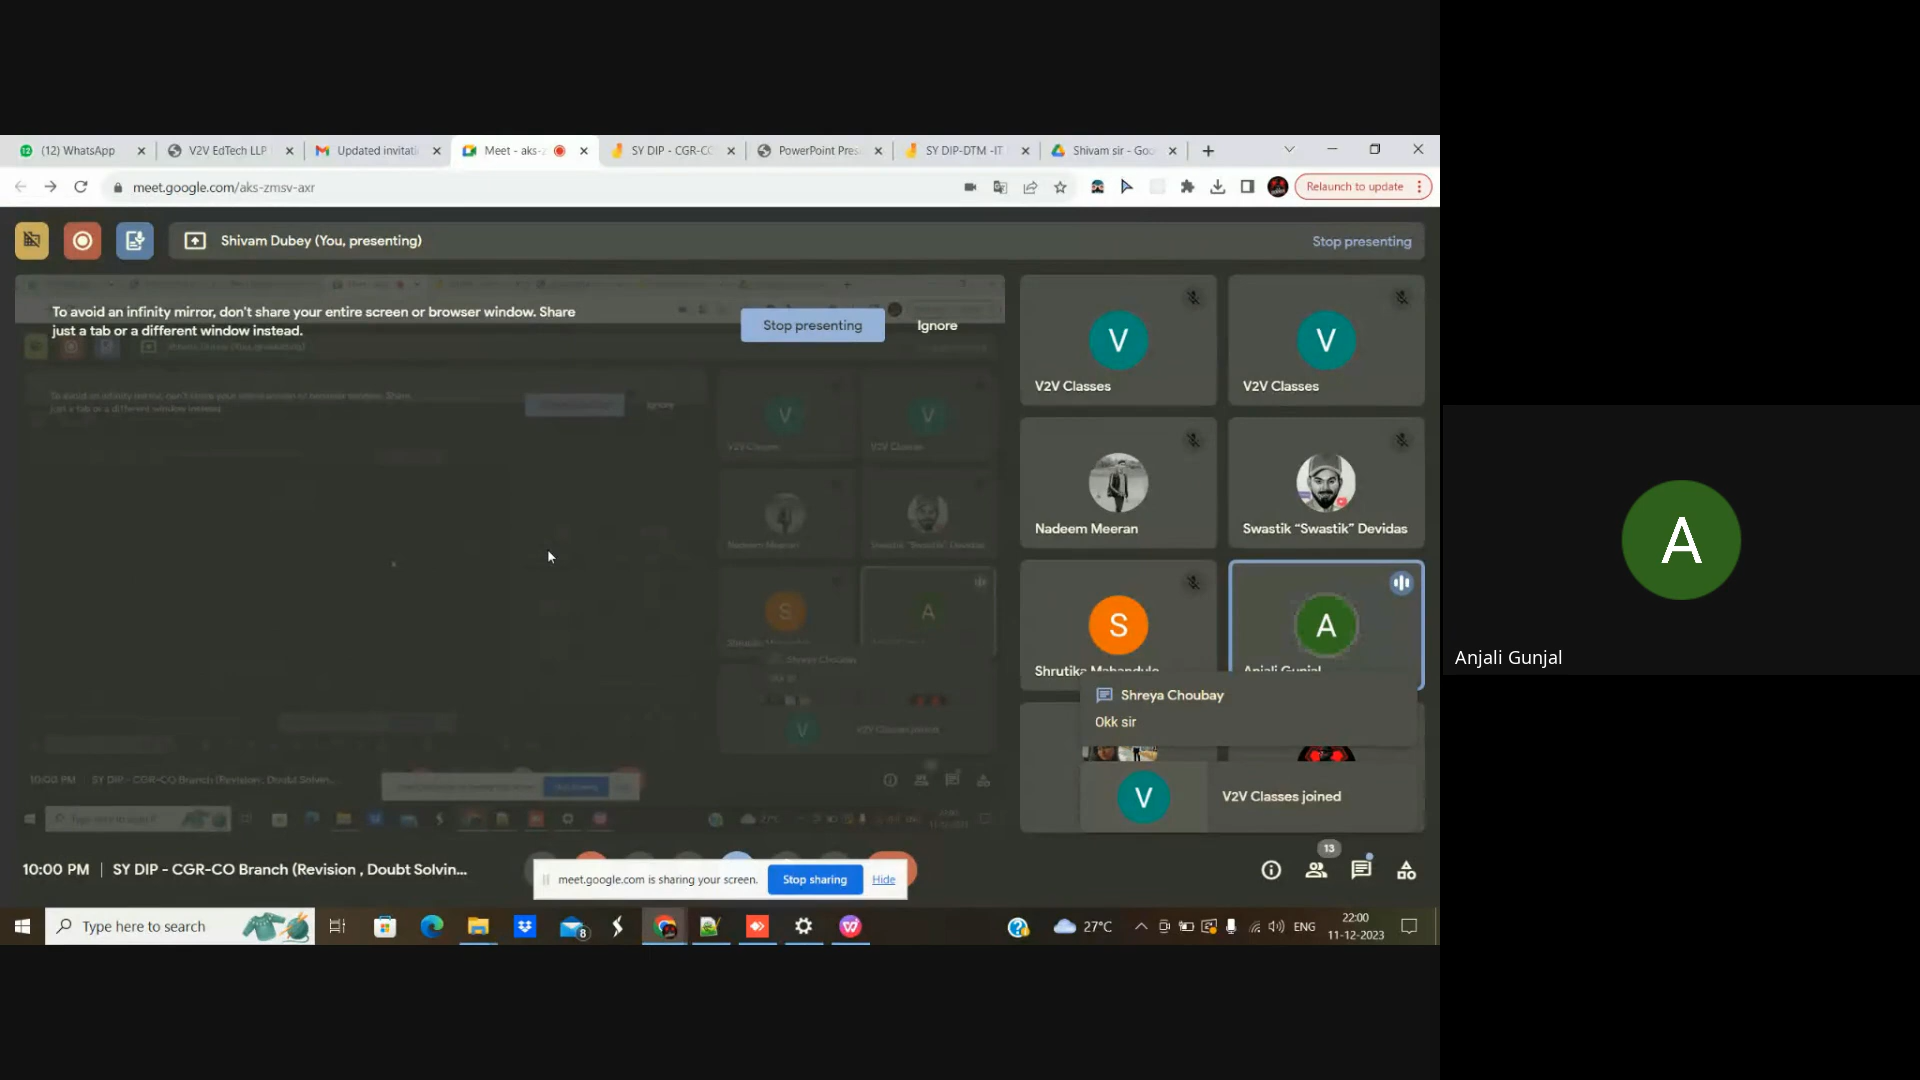 (12) WhatsApp
V2V EdTech LLP
Updated invitati
Meet - aks-z
SY DIP - CGR-CO
PowerPoint Pres
SY DIP-DTM -IT
Shivam sir - Goo
meet.google.com/aks-zmsv-axr
Relaunch to update
Shivam Dubey (You, presenting)
Stop presenting
To avoid an infinity mirror, don't share your entire screen or browser window. Share
just a tab or a different window instead.
Stop presenting
Ignore
V
V2V Classes
V
V2V Classes
Nadeem Meeran
Swastik “Swastik” Devidas
S
Shrutika Mahandule
A
Anjali Gunjal
Shreya Choubay
Okk sir
V
V2V Classes joined
A
Anjali Gunjal
10:00 PM | SY DIP - CGR-CO Branch (Revision , Doubt Solvin...
meet.google.com is sharing your screen.
Stop sharing
Hide
13
Type here to search
8
27°C
ENG
22:00
11-12-2023